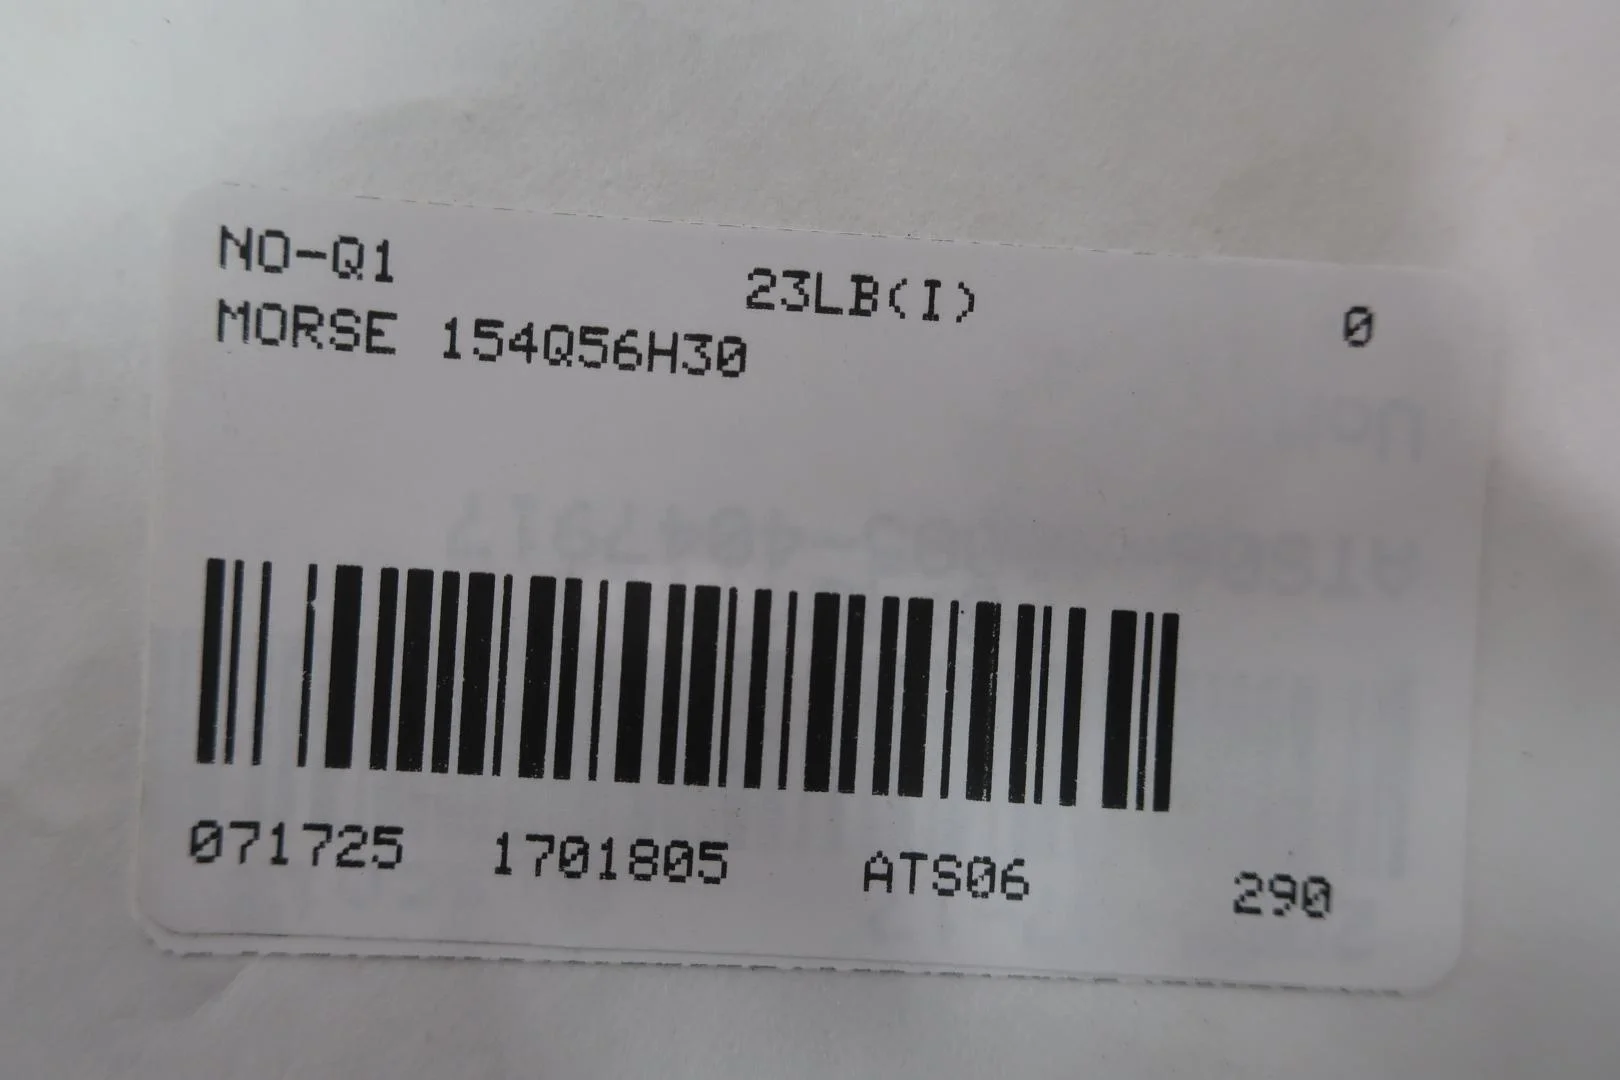 NO-Q1 23LB(I) 0
MORSE 154Q56H30
071725 1701805 ATS06 290